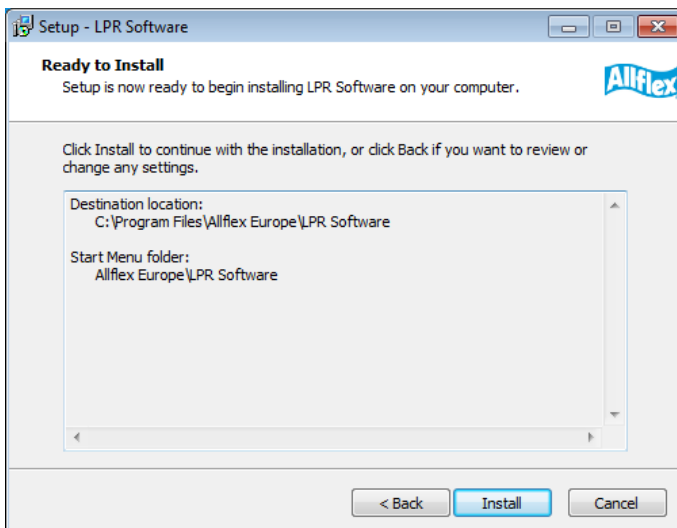 Setup - LPR Software
Ready to Install
Setup is now ready to begin installing LPR Software on your computer.
Allflex
Click Install to continue with the installation, or click Back if you want to review or
change any settings.
Destination location:
C:\Program Files\Allflex Europe\LPR Software
Start Menu folder:
Allflex Europe\LPR Software
< Back Install Cancel